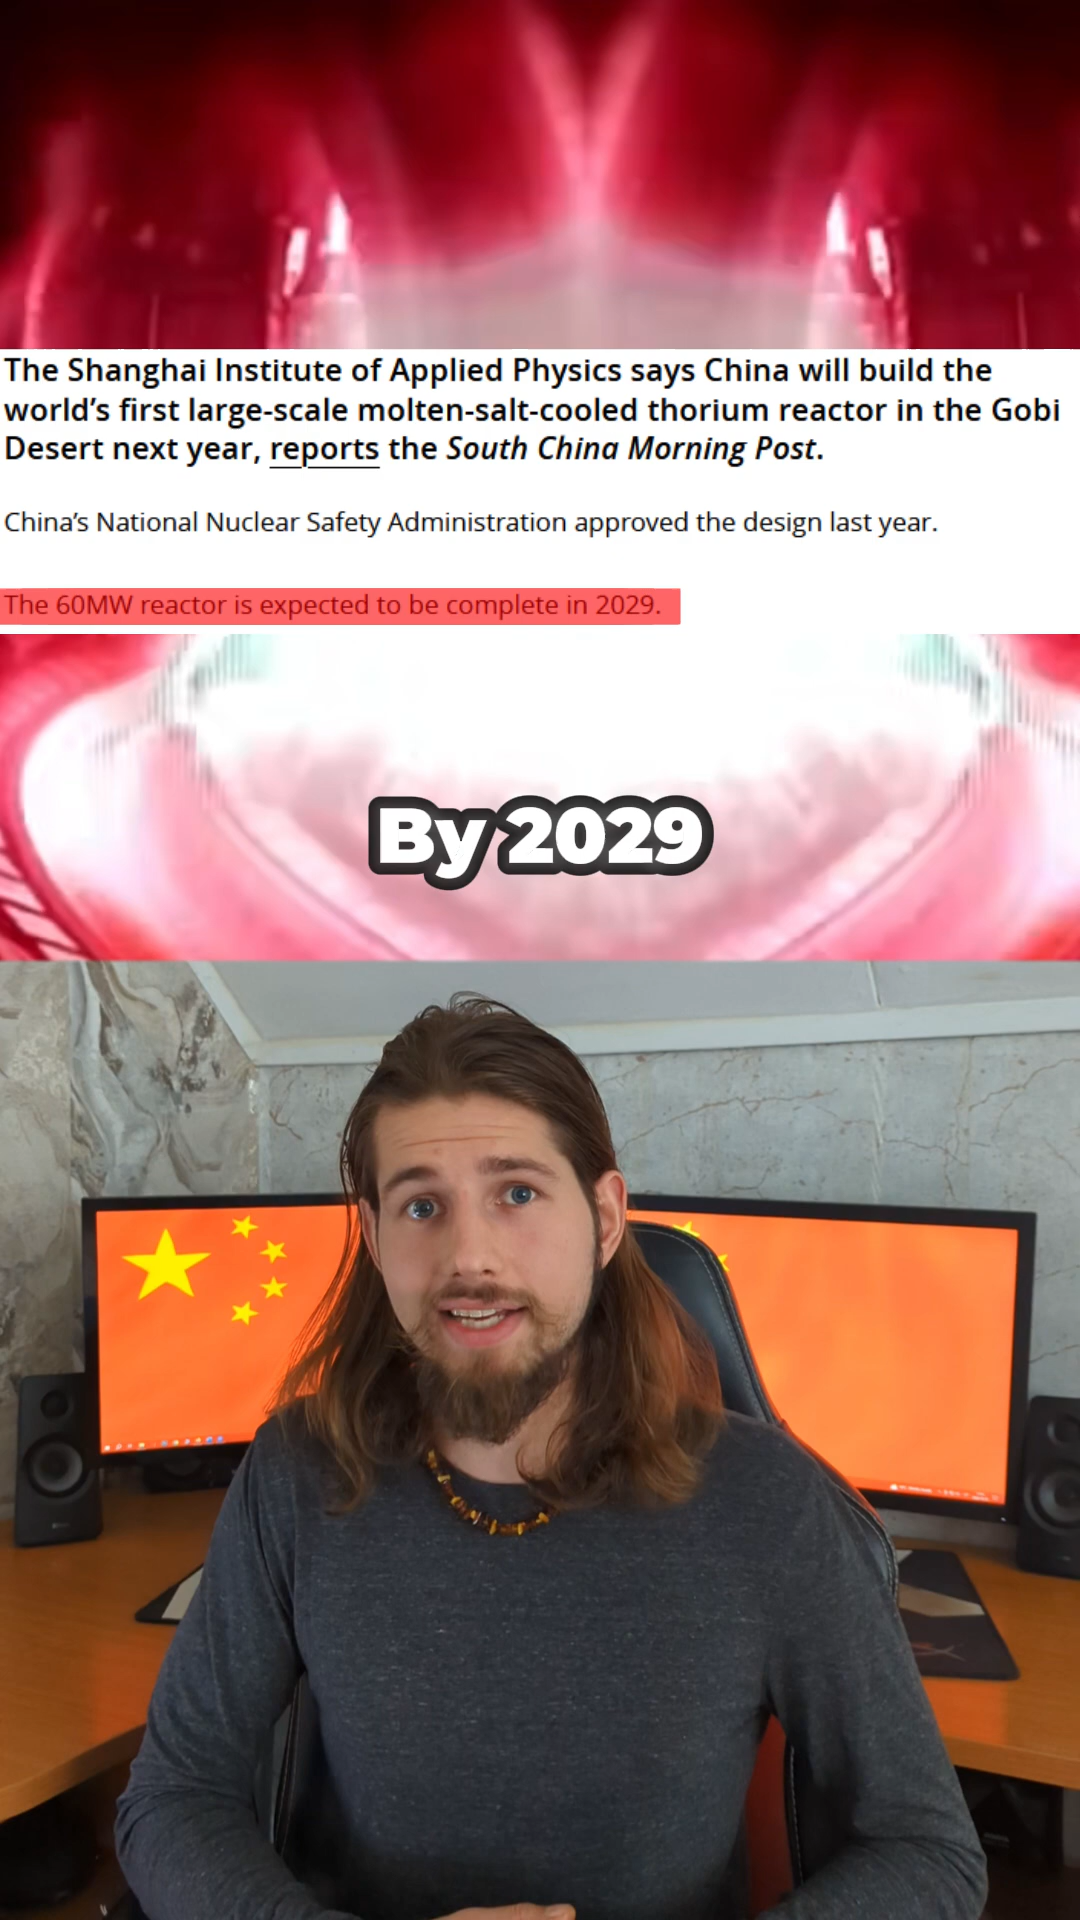 The Shanghai Institute of Applied Physics says China will build the
world’s first large-scale molten-salt-cooled thorium reactor in the Gobi
Desert next year, reports the South China Morning Post.
China’s National Nuclear Safety Administration approved the design last year.
The 60MW reactor is expected to be complete in 2029.
By 2029